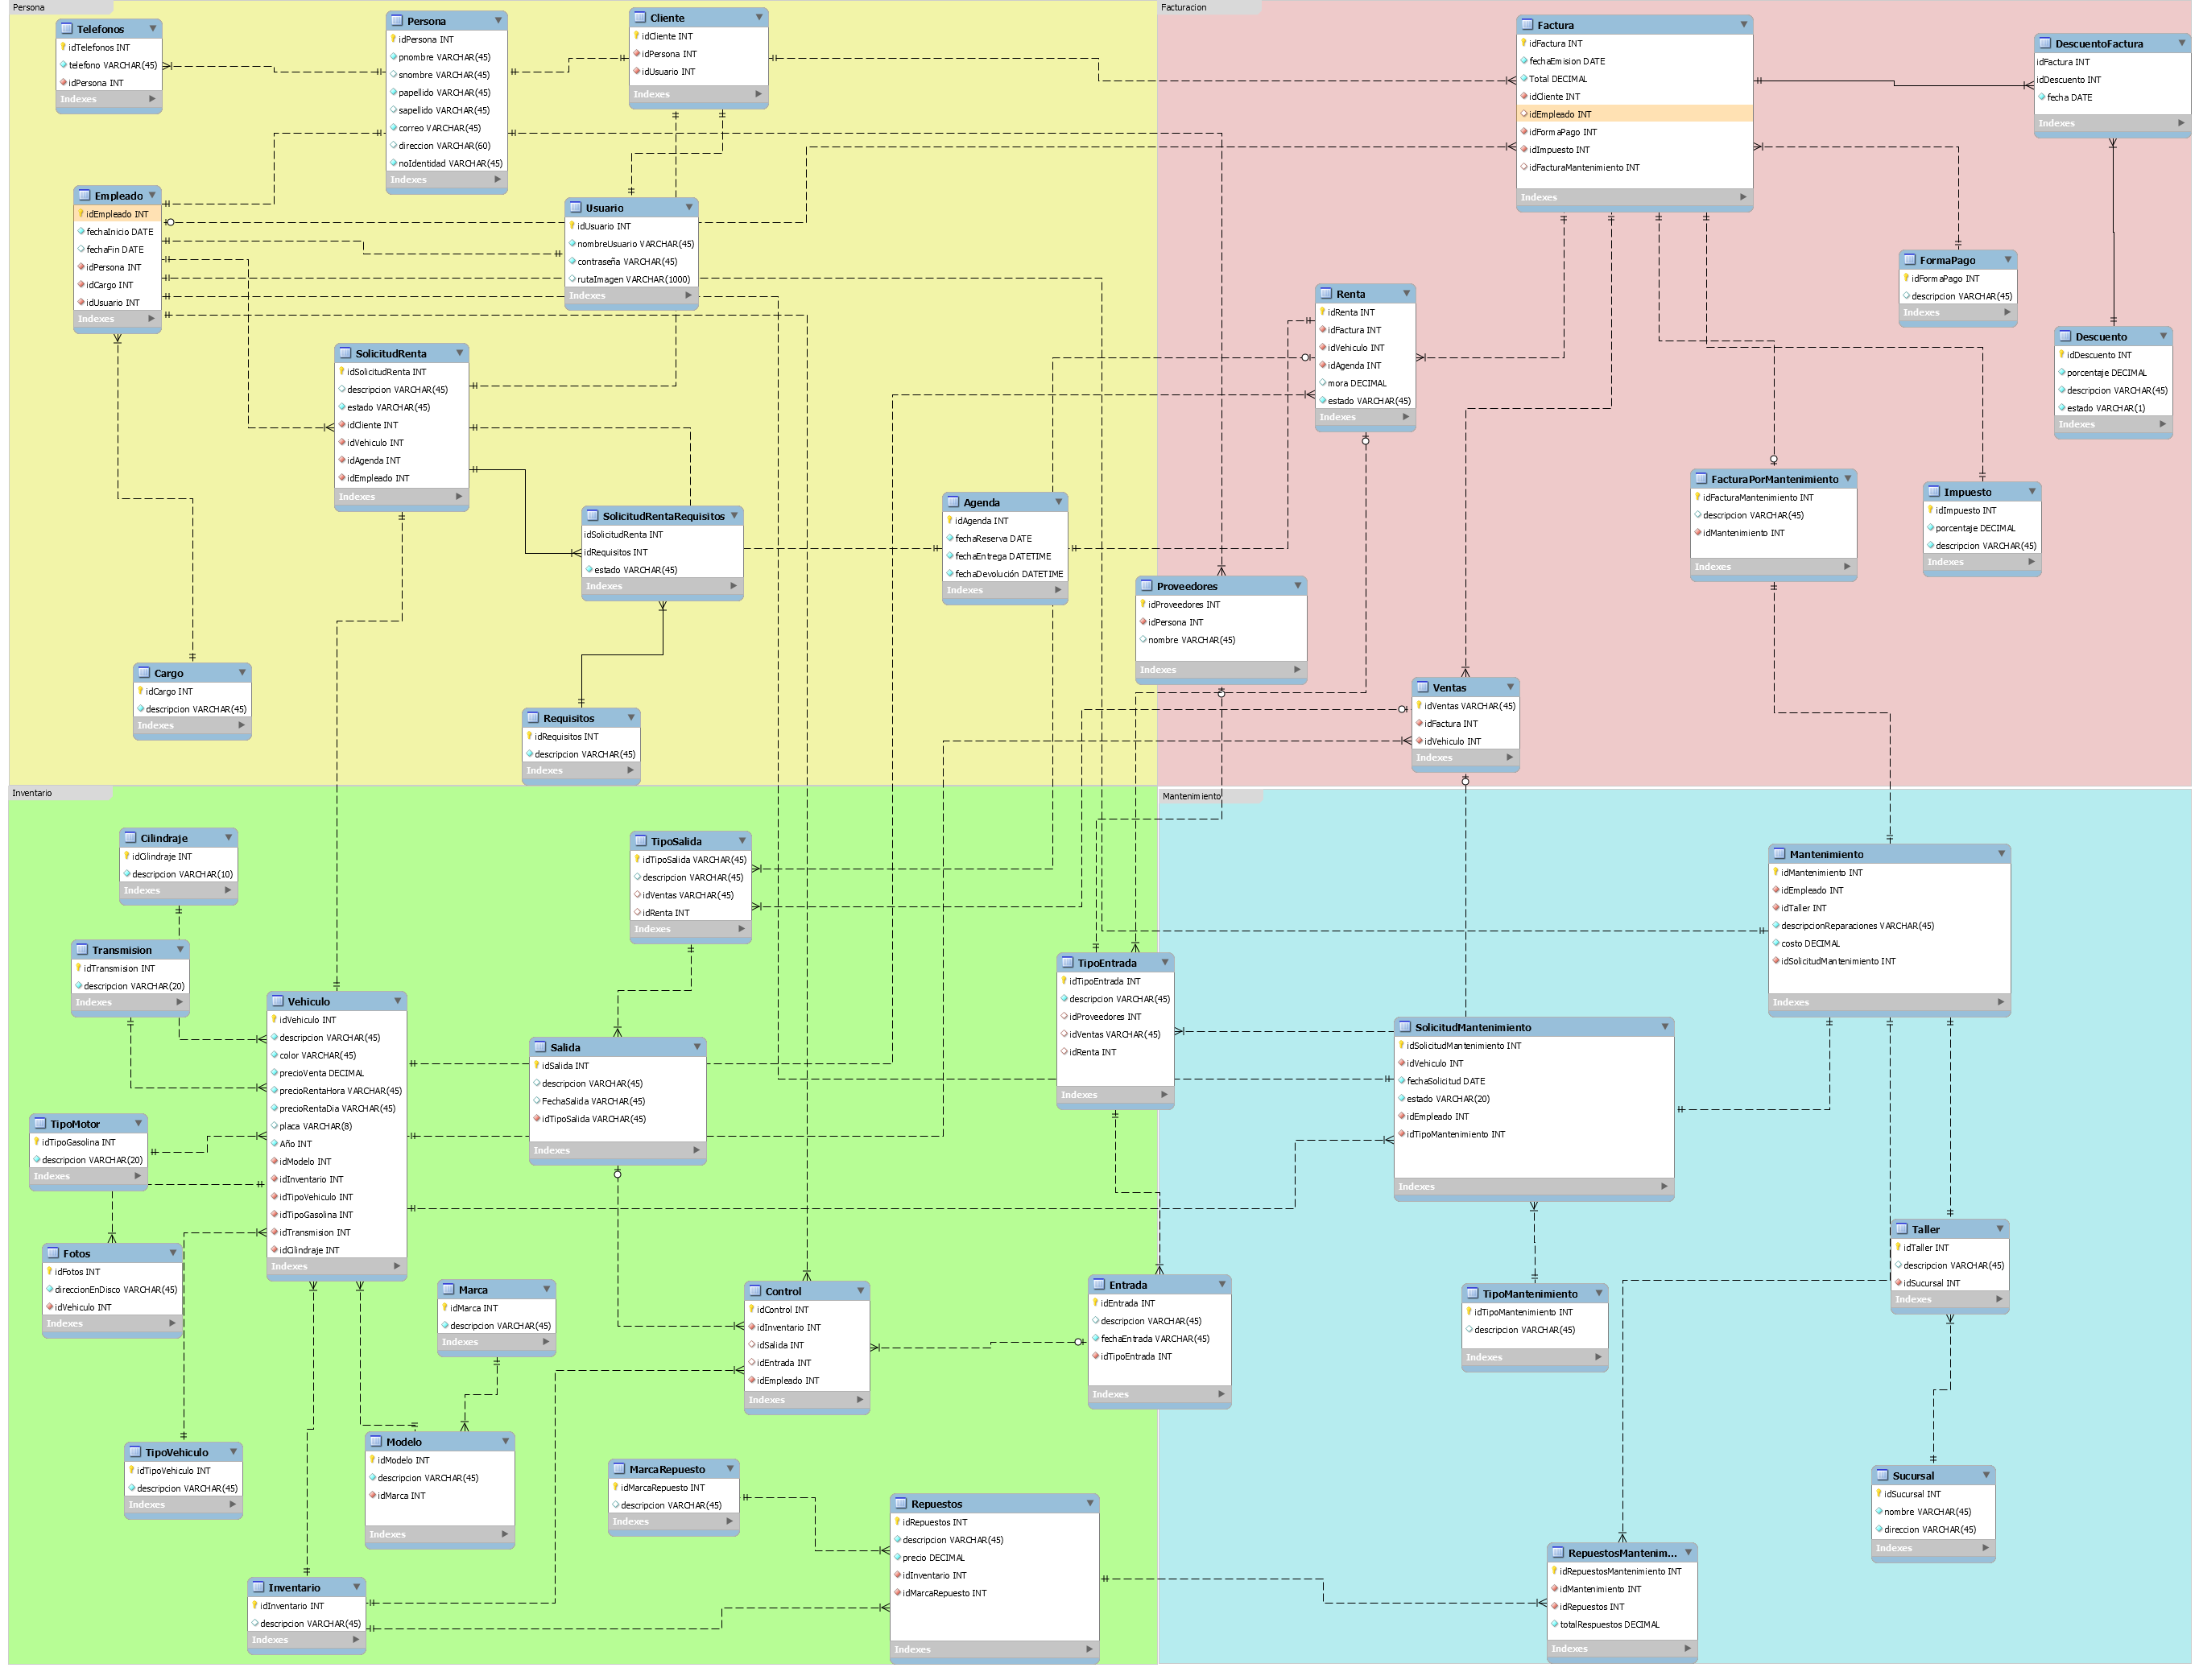 Persona
Telefonos
idTelefonos INT
telefono VARCHAR(45)
idPersona INT
Indexes
Persona
idPersona INT
pnombre VARCHAR(45)
snombre VARCHAR(45)
papellido VARCHAR(45)
sapellido VARCHAR(45)
correo VARCHAR(45)
direccion VARCHAR(60)
noIdentidad VARCHAR(45)
Indexes
Cliente
idCliente INT
idPersona INT
idUsuario INT
Indexes
Empleado
idEmpleado INT
fechaInicio DATE
fechaFin DATE
idPersona INT
idCargo INT
idUsuario INT
Indexes
Usuario
idUsuario INT
nombreUsuario VARCHAR(45)
contraseña VARCHAR(45)
rutaImagen VARCHAR(1000)
Indexes
SolicitudRenta
idSolicitudRenta INT
descripcion VARCHAR(45)
estado VARCHAR(45)
idCliente INT
idVehiculo INT
idAgenda INT
idEmpleado INT
Indexes
SolicitudRentaRequisitos
idSolicitudRenta INT
idRequisitos INT
estado VARCHAR(45)
Indexes
Agenda
idAgenda INT
fechaReserva DATE
fechaEntrega DATETIME
fechaDevolución DATETIME
Indexes
Cargo
idCargo INT
descripcion VARCHAR(45)
Indexes
Requisitos
idRequisitos INT
descripcion VARCHAR(45)
Indexes
Facturacion
Factura
idFactura INT
fechaEmision DATE
Total DECIMAL
idCliente INT
idEmpleado INT
idFormaPago INT
idImpuesto INT
idFacturaMantenimiento INT
Indexes
DescuentoFactura
idFactura INT
idDescuento INT
fecha DATE
Indexes
FormaPago
idFormaPago INT
descripcion VARCHAR(45)
Indexes
Renta
idRenta INT
idFactura INT
idVehiculo INT
idAgenda INT
mora DECIMAL
estado VARCHAR(45)
Indexes
Descuento
idDescuento INT
porcentaje DECIMAL
descripcion VARCHAR(45)
estado VARCHAR(1)
Indexes
FacturaPorMantenimiento
idFacturaMantenimiento INT
descripcion VARCHAR(45)
idMantenimiento INT
Indexes
Impuesto
idImpuesto INT
porcentaje DECIMAL
descripcion VARCHAR(45)
Indexes
Proveedores
idProveedores INT
idPersona INT
nombre VARCHAR(45)
Indexes
Ventas
idVentas VARCHAR(45)
idFactura INT
idVehiculo INT
Indexes
Inventario
Cilindraje
idCilindraje INT
descripcion VARCHAR(10)
Indexes
TipoSalida
idTipoSalida VARCHAR(45)
descripcion VARCHAR(45)
idVentas VARCHAR(45)
idRenta INT
Indexes
Transmision
idTransmision INT
descripcion VARCHAR(20)
Indexes
TipoEntrada
idTipoEntrada INT
descripcion VARCHAR(45)
idProveedores INT
idVentas VARCHAR(45)
idRenta INT
Indexes
Vehiculo
idVehiculo INT
descripcion VARCHAR(45)
color VARCHAR(45)
precioVenta DECIMAL
precioRentaHora VARCHAR(45)
precioRentaDia VARCHAR(45)
placa VARCHAR(8)
Año INT
idModelo INT
idInventario INT
idTipoVehiculo INT
idTipoGasolina INT
idTransmision INT
idCilindraje INT
Indexes
Salida
idSalida INT
descripcion VARCHAR(45)
FechaSalida VARCHAR(45)
idTipoSalida VARCHAR(45)
Indexes
TipoMotor
idTipoGasolina INT
descripcion VARCHAR(20)
Indexes
Fotos
idFotos INT
direccionEnDisco VARCHAR(45)
idVehiculo INT
Indexes
Marca
idMarca INT
descripcion VARCHAR(45)
Indexes
Control
idControl INT
idInventario INT
idSalida INT
idEntrada INT
idEmpleado INT
Indexes
Entrada
idEntrada INT
descripcion VARCHAR(45)
fechaEntrada VARCHAR(45)
idTipoEntrada INT
Indexes
TipoVehiculo
idTipoVehiculo INT
descripcion VARCHAR(45)
Indexes
Modelo
idModelo INT
descripcion VARCHAR(45)
idMarca INT
Indexes
MarcaRepuesto
idMarcaRepuesto INT
descripcion VARCHAR(45)
Indexes
Repuestos
idRepuestos INT
descripcion VARCHAR(45)
precio DECIMAL
idInventario INT
idMarcaRepuesto INT
Indexes
Inventario
idInventario INT
descripcion VARCHAR(45)
Indexes
Mantenimiento
Mantenimiento
idMantenimiento INT
idEmpleado INT
idTaller INT
descripcionReparaciones VARCHAR(45)
costo DECIMAL
idSolicitudMantenimiento INT
Indexes
SolicitudMantenimiento
idSolicitudMantenimiento INT
idVehiculo INT
fechaSolicitud DATE
estado VARCHAR(20)
idEmpleado INT
idTipoMantenimiento INT
Indexes
Taller
idTaller INT
descripcion VARCHAR(45)
idSucursal INT
Indexes
TipoMantenimiento
idTipoMantenimiento INT
descripcion VARCHAR(45)
Indexes
Sucursal
idSucursal INT
nombre VARCHAR(45)
direccion VARCHAR(45)
Indexes
RepuestosMantenim...
idRepuestosMantenimiento INT
idMantenimiento INT
idRepuestos INT
totalRespuestos DECIMAL
Indexes